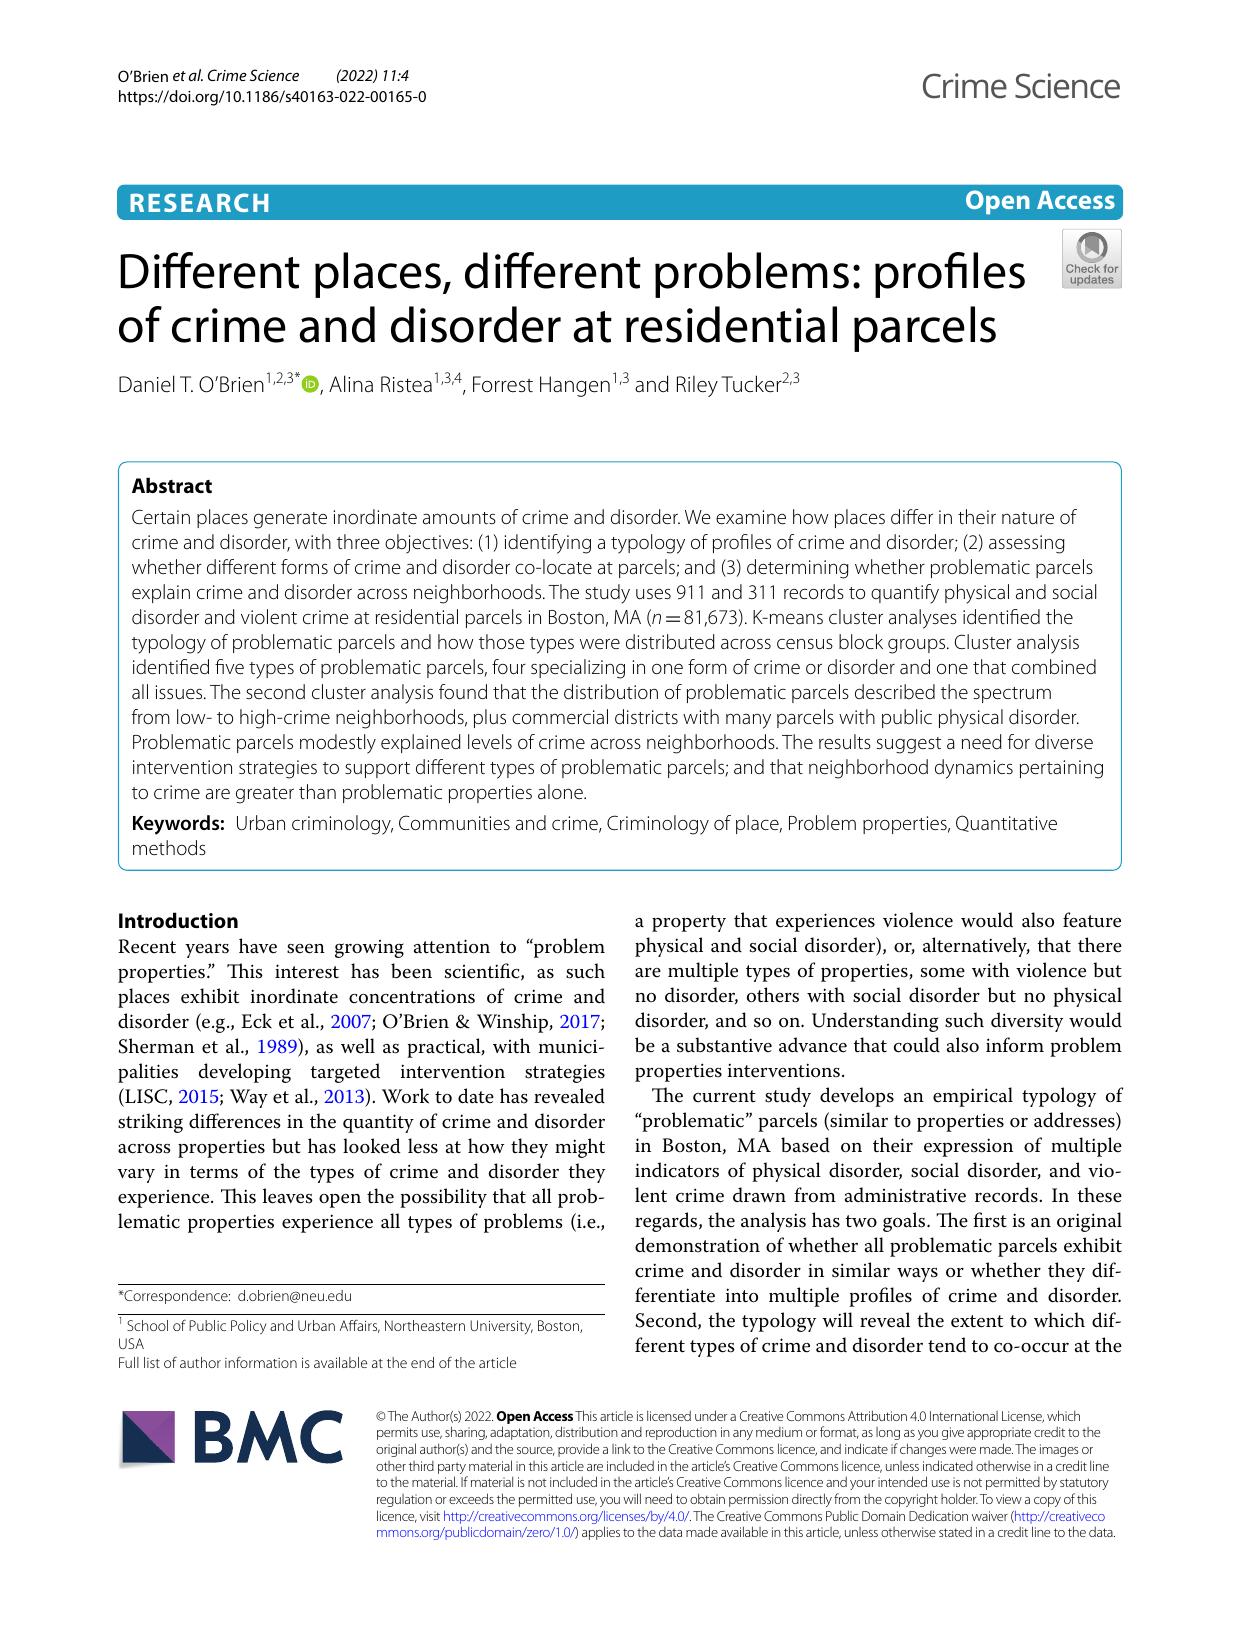 O'Brien et al. Crime Science (2022) 11:4
https://doi.org/10.1186/s40163-022-00165-0
Crime Science
RESEARCH
Open Access
Check for
updates
Different places, different problems: profiles
of crime and disorder at residential parcels
Daniel T. O'Brien1,2,3* iD, Alina Ristea1,3,4, Forrest Hangen1,3 and Riley Tucker2,3
Abstract
Certain places generate inordinate amounts of crime and disorder. We examine how places differ in their nature of
crime and disorder, with three objectives: (1) identifying a typology of profiles of crime and disorder; (2) assessing
whether different forms of crime and disorder co-locate at parcels; and (3) determining whether problematic parcels
explain crime and disorder across neighborhoods. The study uses 911 and 311 records to quantify physical and social
disorder and violent crime at residential parcels in Boston, MA (n = 81,673). K-means cluster analyses identified the
typology of problematic parcels and how those types were distributed across census block groups. Cluster analysis
identified five types of problematic parcels, four specializing in one form of crime or disorder and one that combined
all issues. The second cluster analysis found that the distribution of problematic parcels described the spectrum
from low- to high-crime neighborhoods, plus commercial districts with many parcels with public physical disorder.
Problematic parcels modestly explained levels of crime across neighborhoods. The results suggest a need for diverse
intervention strategies to support different types of problematic parcels; and that neighborhood dynamics pertaining
to crime are greater than problematic properties alone.
Keywords: Urban criminology, Communities and crime, Criminology of place, Problem properties, Quantitative
methods
Introduction
Recent years have seen growing attention to "problem
properties." This interest has been scientific, as such
places exhibit inordinate concentrations of crime and
disorder (e.g., Eck et al., 2007; O'Brien & Winship, 2017;
Sherman et al., 1989), as well as practical, with munici-
palities developing targeted intervention strategies
(LISC, 2015; Way et al., 2013). Work to date has revealed
striking differences in the quantity of crime and disorder
across properties but has looked less at how they might
vary in terms of the types of crime and disorder they
experience. This leaves open the possibility that all prob-
lematic properties experience all types of problems (i.e.,
*Correspondence: d.obrien@neu.edu
1 School of Public Policy and Urban Affairs, Northeastern University, Boston,
USA
Full list of author information is available at the end of the article
a property that experiences violence would also feature
physical and social disorder), or, alternatively, that there
are multiple types of properties, some with violence but
no disorder, others with social disorder but no physical
disorder, and so on. Understanding such diversity would
be a substantive advance that could also inform problem
properties interventions.
The current study develops an empirical typology of
"problematic" parcels (similar to properties or addresses)
in Boston, MA based on their expression of multiple
indicators of physical disorder, social disorder, and vio-
lent crime drawn from administrative records. In these
regards, the analysis has two goals. The first is an original
demonstration of whether all problematic parcels exhibit
crime and disorder in similar ways or whether they dif-
ferentiate into multiple profiles of crime and disorder.
Second, the typology will reveal the extent to which dif-
ferent types of crime and disorder tend to co-occur at the
BMC
© The Author(s) 2022. Open Access This article is licensed under a Creative Commons Attribution 4.0 International License, which
permits use, sharing, adaptation, distribution and reproduction in any medium or format, as long as you give appropriate credit to the
original author(s) and the source, provide a link to the Creative Commons licence, and indicate if changes were made. The images or
other third party material in this article are included in the article's Creative Commons licence, unless indicated otherwise in a credit line
to the material. If material is not included in the article's Creative Commons licence and your intended use is not permitted by statutory
regulation or exceeds the permitted use, you will need to obtain permission directly from the copyright holder. To view a copy of this
licence, visit http://creativecommons.org/licenses/by/4.0/. The Creative Commons Public Domain Dedication waiver (http://creativeco
mmons.org/publicdomain/zero/1.0/) applies to the data made available in this article, unless otherwise stated in a credit line to the data.